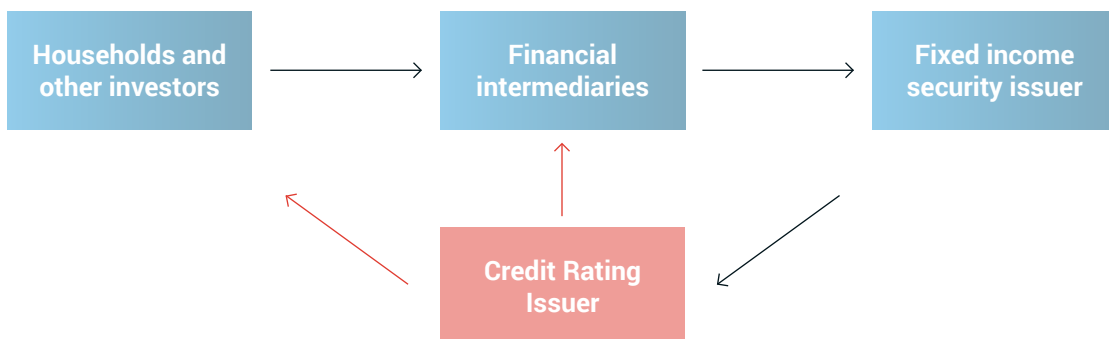 Households and
other investors
Financial
intermediaries
Fixed income
security issuer
Credit Rating
Issuer